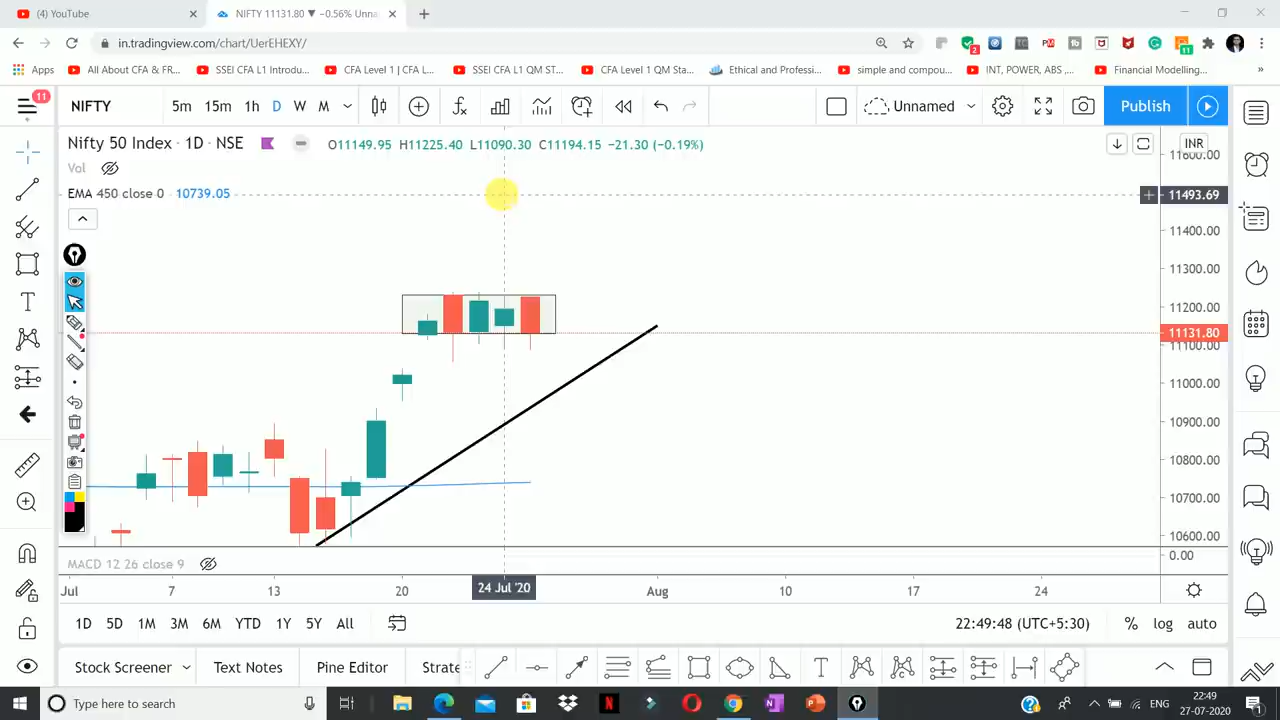 (4) YouTube
NIFTY 11131.80 ▼ −0.56% Unna
in.tradingview.com/chart/UerEHEXY/
Apps All About CFA & FR... SSEI CFA L1 Introdu... CFA Level 1 | CFA L... SSEI CFA L1 QM ST... CFA Level 1 QM Sta... Ethical and Profess... simple and compou... INT, POWER, ABS ,... Financial Modelling...
11
NIFTY 5m 15m 1h D W M Unnamed Publish
Nifty 50 Index · 1D · NSE O11149.95 H11225.40 L11090.30 C11194.15 −21.30 (−0.19%) INR
11600.00
Vol
EMA 450 close 0 10739.05
11493.69
11400.00
11300.00
11200.00
11131.80
11100.00
11000.00
10900.00
10800.00
10700.00
10600.00
0.00
MACD 12 26 close 9
Jul 7 13 20 24 Jul '20 Aug 10 17 24
1D 5D 1M 3M 6M YTD 1Y 5Y All 22:49:48 (UTC+5:30) % log auto
Stock Screener Text Notes Pine Editor Strate
Type here to search ENG 22:49
27-07-2020